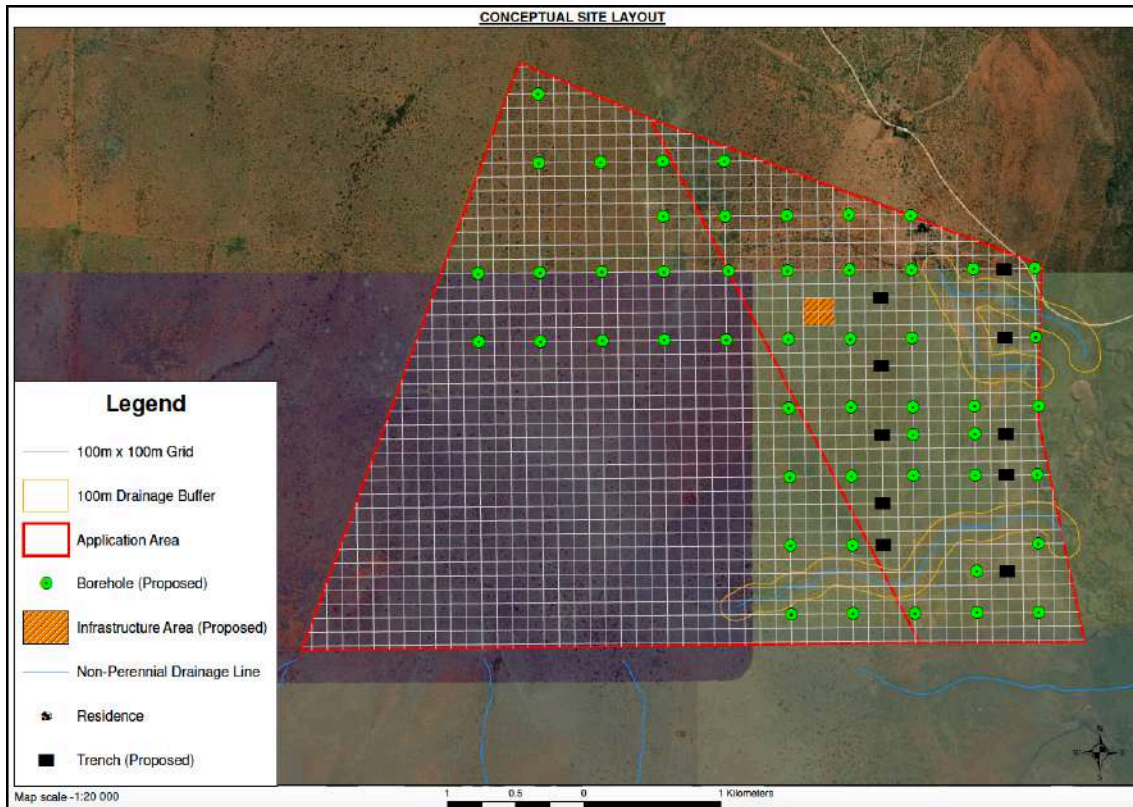 CONCEPTUAL SITE LAYOUT
Legend
100m x 100m Grid
100m Drainage Buffer
Application Area
Borehole (Proposed)
Infrastructure Area (Proposed)
Non-Perennial Drainage Line
Residence
Trench (Proposed)
Map scale -1:20 000
1 0.5 0 1 Kilometers
N
S